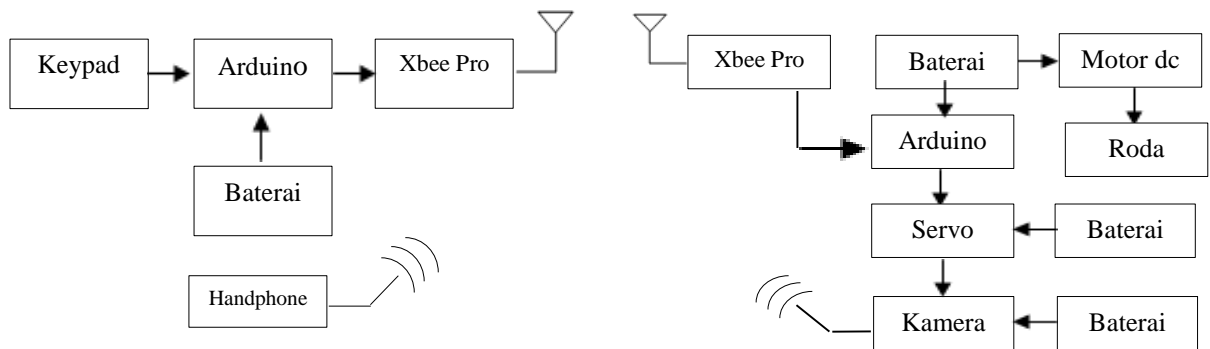 Keypad
Arduino
Xbee Pro
Baterai
Handphone
Xbee Pro
Baterai
Motor dc
Arduino
Roda
Servo
Baterai
Kamera
Baterai